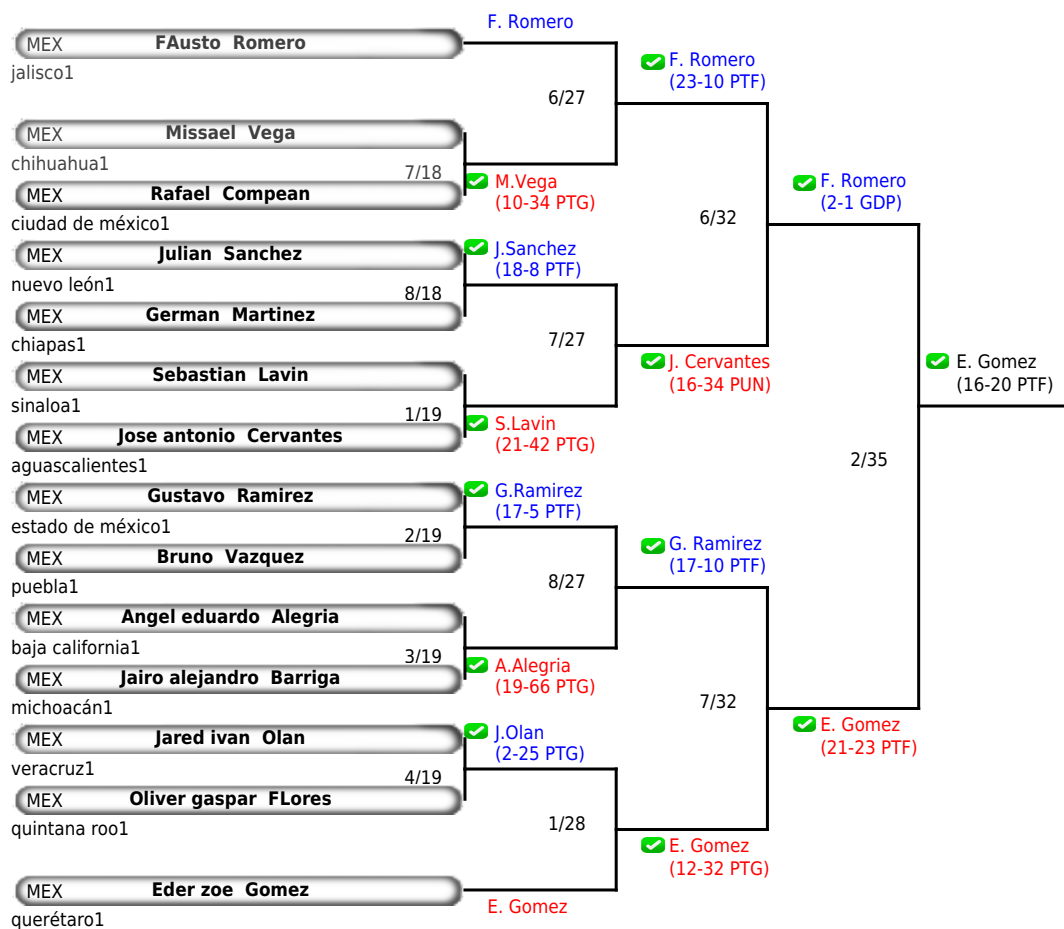 F. Romero
MEX FAusto Romero
jalisco1
F. Romero
(23-10 PTF)
6/27
MEX Missael Vega
chihuahua1
7/18
M.Vega
(10-34 PTG)
MEX Rafael Compean
ciudad de méxico1
F. Romero
(2-1 GDP)
6/32
MEX Julian Sanchez
nuevo león1
J.Sanchez
(18-8 PTF)
8/18
MEX German Martinez
chiapas1
7/27
J. Cervantes
(16-34 PUN)
E. Gomez
(16-20 PTF)
MEX Sebastian Lavin
sinaloa1
1/19
S.Lavin
(21-42 PTG)
MEX Jose antonio Cervantes
aguascalientes1
2/35
MEX Gustavo Ramirez
estado de méxico1
G.Ramirez
(17-5 PTF)
2/19
MEX Bruno Vazquez
puebla1
G. Ramirez
(17-10 PTF)
8/27
MEX Angel eduardo Alegria
baja california1
3/19
A.Alegria
(19-66 PTG)
MEX Jairo alejandro Barriga
michoacán1
7/32
E. Gomez
(21-23 PTF)
MEX Jared ivan Olan
veracruz1
J.Olan
(2-25 PTG)
4/19
MEX Oliver gaspar FLores
quintana roo1
1/28
E. Gomez
(12-32 PTG)
MEX Eder zoe Gomez
querétaro1
E. Gomez